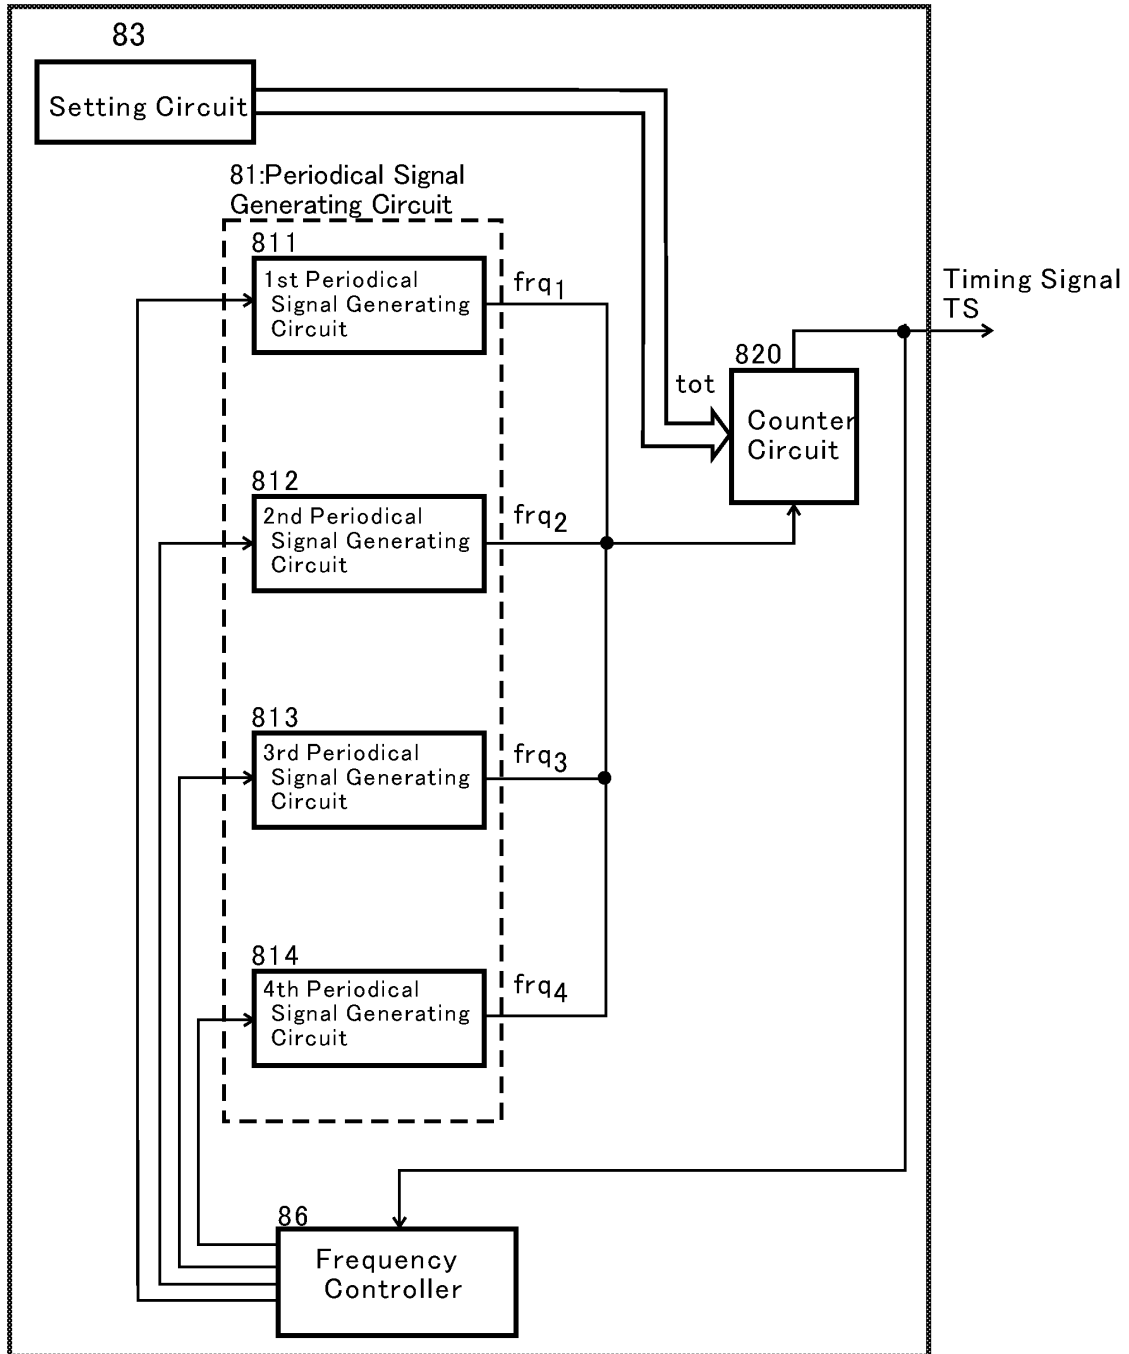 83
Setting Circuit
81:Periodical Signal
Generating Circuit
811
1st Periodical
Signal Generating
Circuit
frq1
Timing Signal
TS
820
tot
Counter
Circuit
812
2nd Periodical
Signal Generating
Circuit
frq2
813
3rd Periodical
Signal Generating
Circuit
frq3
814
4th Periodical
Signal Generating
Circuit
frq4
86
Frequency
Controller